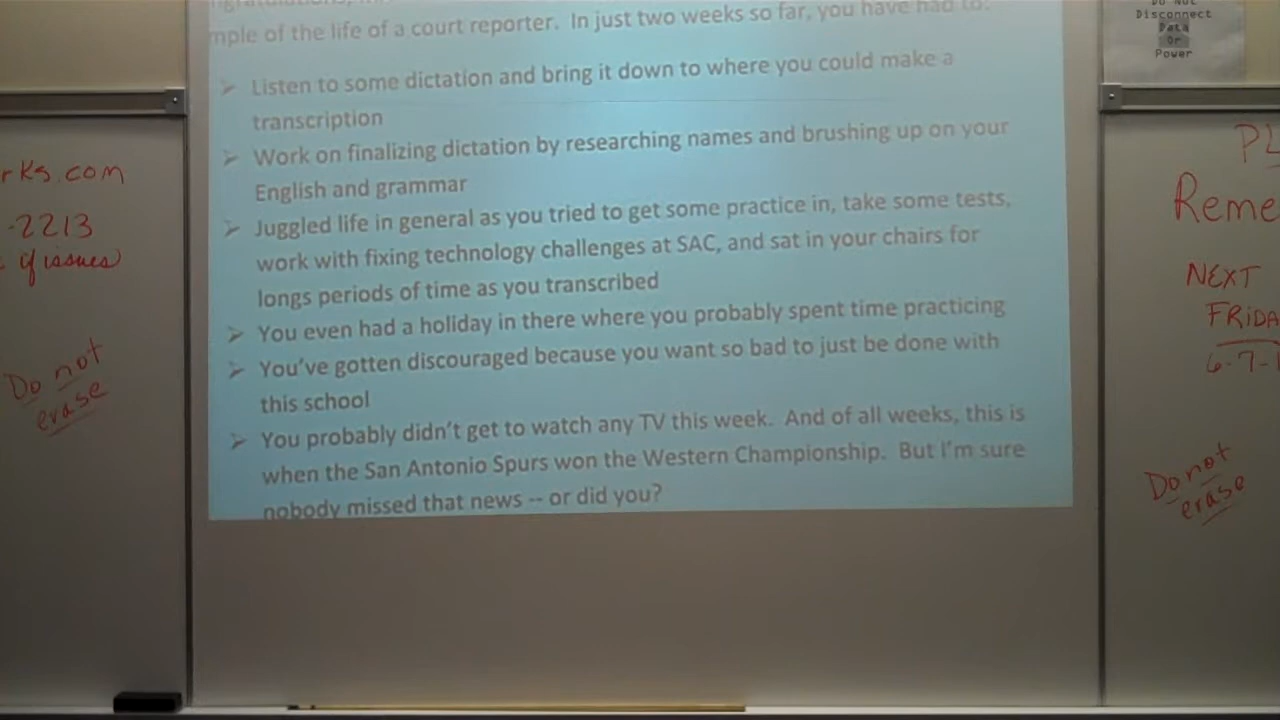 mple of the life of a court reporter. In just two weeks so far, you have had to:
➢ Listen to some dictation and bring it down to where you could make a
transcription
➢ Work on finalizing dictation by researching names and brushing up on your
English and grammar
➢ Juggled life in general as you tried to get some practice in, take some tests,
work with fixing technology challenges at SAC, and sat in your chairs for
longs periods of time as you transcribed
➢ You even had a holiday in there where you probably spent time practicing
➢ You've gotten discouraged because you want so bad to just be done with
this school
➢ You probably didn't get to watch any TV this week. And of all weeks, this is
when the San Antonio Spurs won the Western Championship. But I'm sure
nobody missed that news -- or did you?
rks.com
-2213
if issues)
Do not
erase
Do Not
Disconnect
Data
Or
Power
PL
Reme
NEXT
FRIDA
6-7-1
Do not
erase